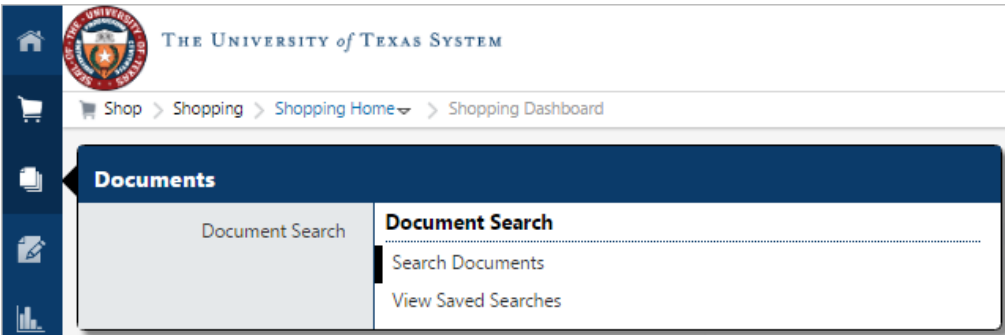 THE UNIVERSITY of TEXAS SYSTEM
Shop > Shopping > Shopping Home > Shopping Dashboard
Documents
Document Search
Document Search
Search Documents
View Saved Searches